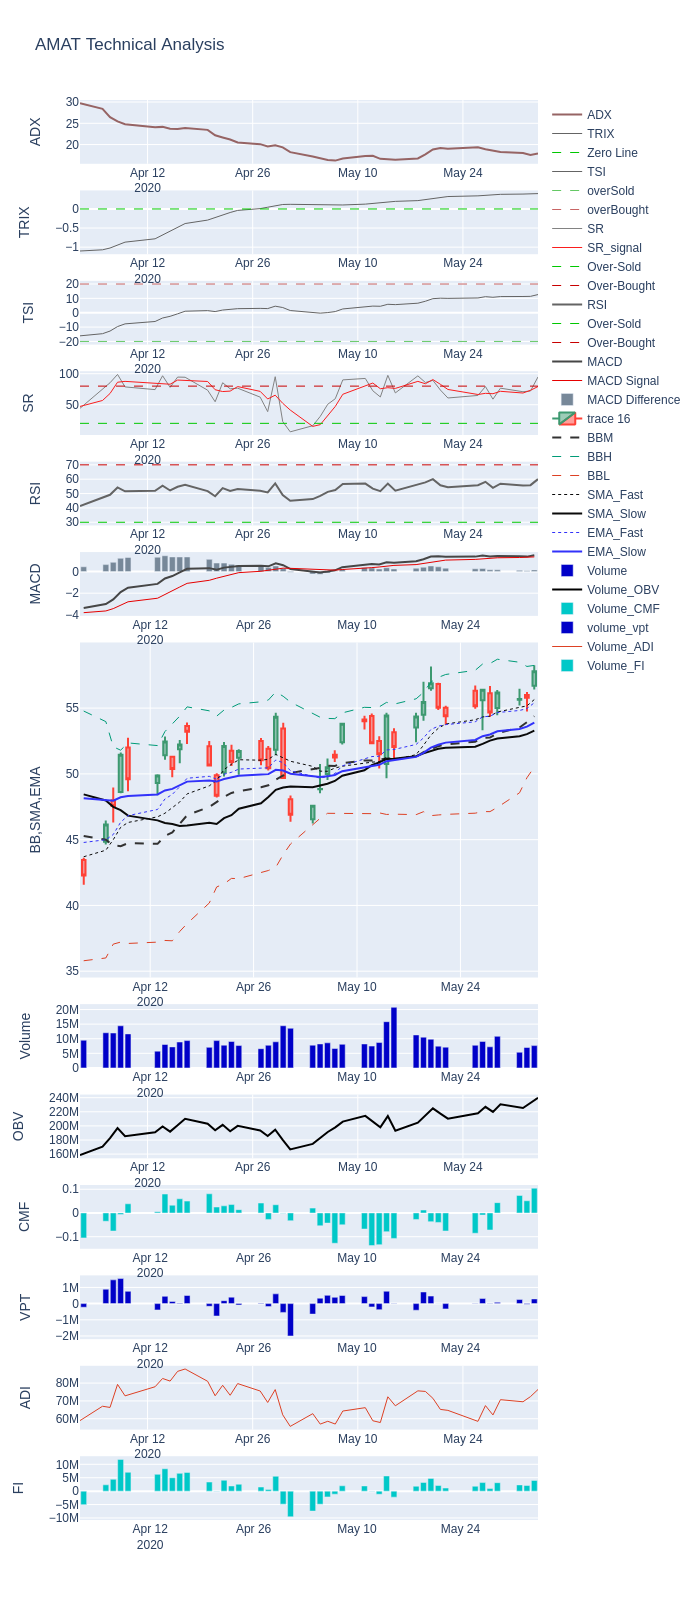 AMAT Technical Analysis
ADX
30
25
20
Apr 12
2020
Apr 26
May 10
May 24
TRIX
0
−0.5
−1
Apr 12
2020
Apr 26
May 10
May 24
TSI
20
10
0
−10
−20
Apr 12
2020
Apr 26
May 10
May 24
SR
100
50
Apr 12
2020
Apr 26
May 10
May 24
RSI
70
60
50
40
30
Apr 12
2020
Apr 26
May 10
May 24
MACD
0
−2
−4
Apr 12
2020
Apr 26
May 10
May 24
BB,SMA,EMA
55
50
45
40
35
Apr 12
2020
Apr 26
May 10
May 24
Volume
20M
15M
10M
5M
0
Apr 12
2020
Apr 26
May 10
May 24
OBV
240M
220M
200M
180M
160M
Apr 12
2020
Apr 26
May 10
May 24
CMF
0.1
0
−0.1
Apr 12
2020
Apr 26
May 10
May 24
VPT
1M
0
−1M
−2M
Apr 12
2020
Apr 26
May 10
May 24
ADI
80M
70M
60M
Apr 12
2020
Apr 26
May 10
May 24
FI
10M
5M
0
−5M
−10M
Apr 12
2020
Apr 26
May 10
May 24
ADX
TRIX
Zero Line
TSI
overSold
overBought
SR
SR_signal
Over-Sold
Over-Bought
RSI
Over-Sold
Over-Bought
MACD
MACD Signal
MACD Difference
trace 16
BBM
BBH
BBL
SMA_Fast
SMA_Slow
EMA_Fast
EMA_Slow
Volume
Volume_OBV
Volume_CMF
volume_vpt
Volume_ADI
Volume_FI